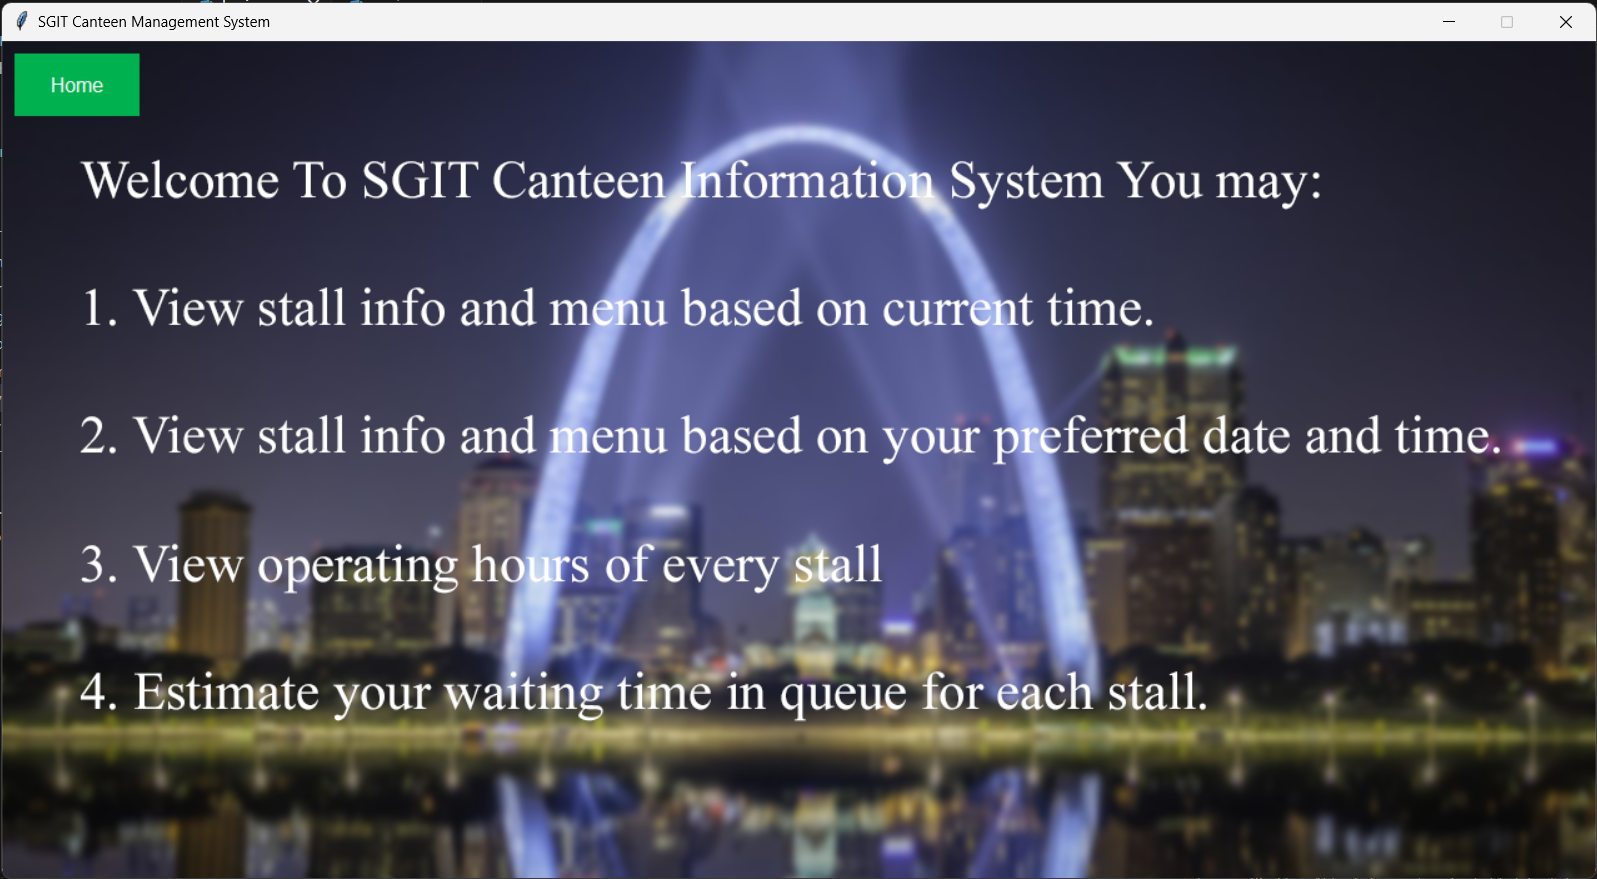 SGIT Canteen Management System
Home
Welcome To SGIT Canteen Information System You may:
1. View stall info and menu based on current time.
2. View stall info and menu based on your preferred date and time.
3. View operating hours of every stall
4. Estimate your waiting time in queue for each stall.